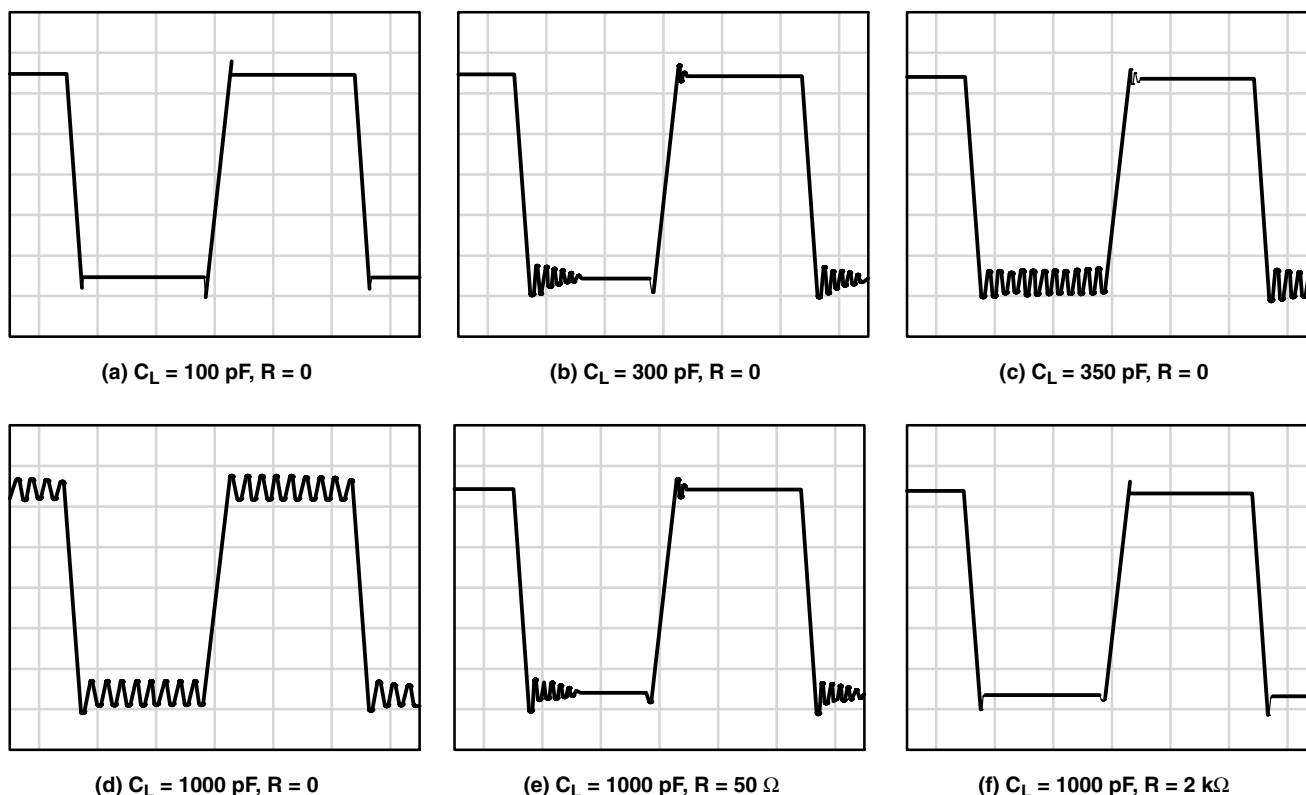 (a) C_L = 100 pF, R = 0
(b) C_L = 300 pF, R = 0
(c) C_L = 350 pF, R = 0
(d) C_L = 1000 pF, R = 0
(e) C_L = 1000 pF, R = 50 Ω
(f) C_L = 1000 pF, R = 2 kΩ